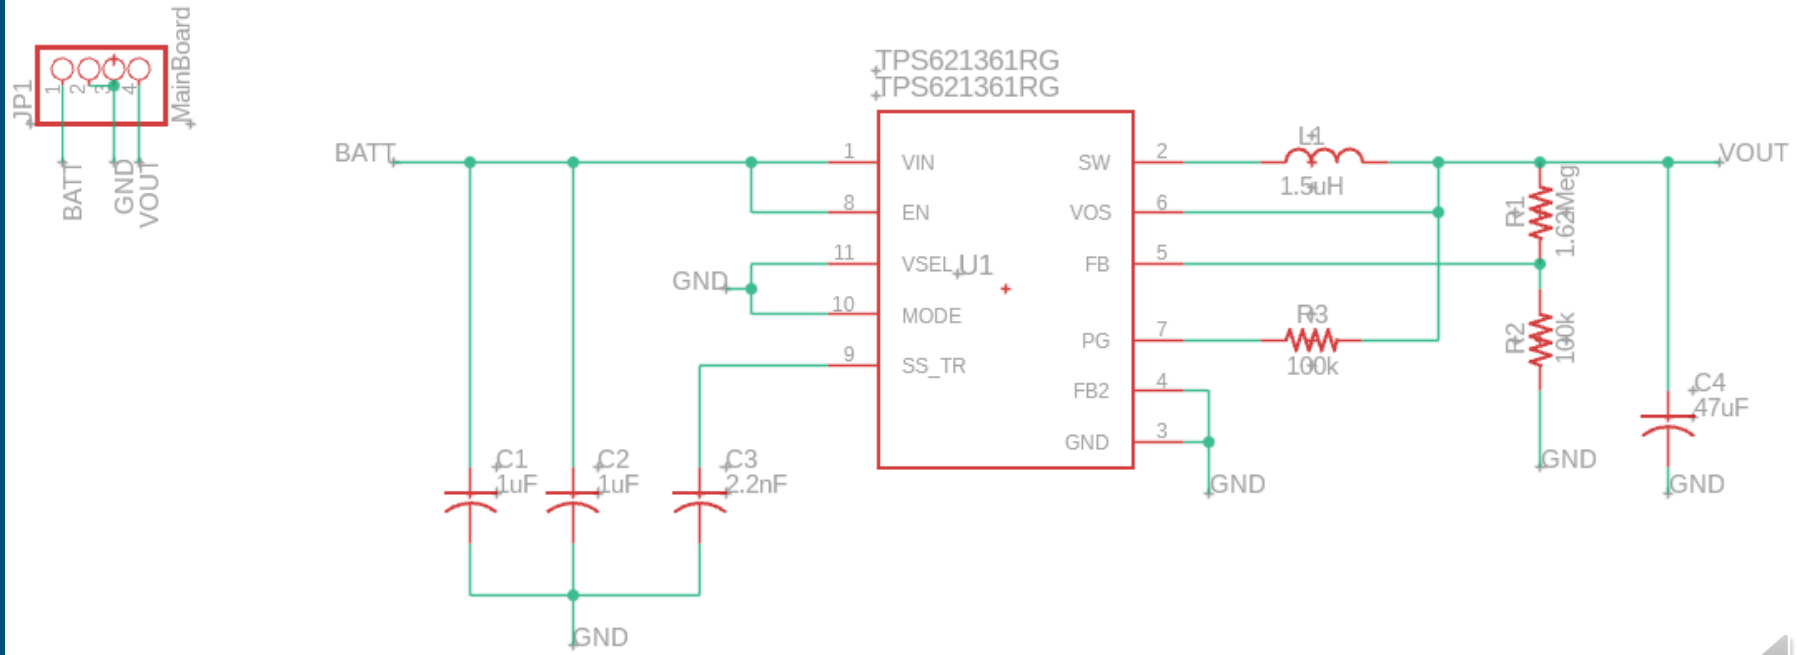 JP1
1
2
3
4
MainBoard
BATT
GND
VOUT
TPS621361RG
TPS621361RG
BATT
1
VIN
8
EN
11
VSEL
U1
GND
10
MODE
9
SS_TR
SW
2
VOS
6
FB
5
PG
7
FB2
4
GND
3
GND
L1
1.5uH
R3
100k
VOUT
R1
1.62Meg
R2
100k
GND
C4
47uF
GND
C1
1uF
C2
1uF
C3
2.2nF
GND